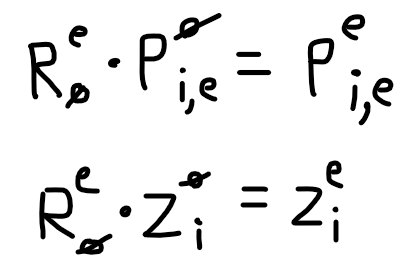 R^e_ø · P^ø_{i,e} = P^e_{i,e}
R^e_ø · z^ø_i = z^e_i